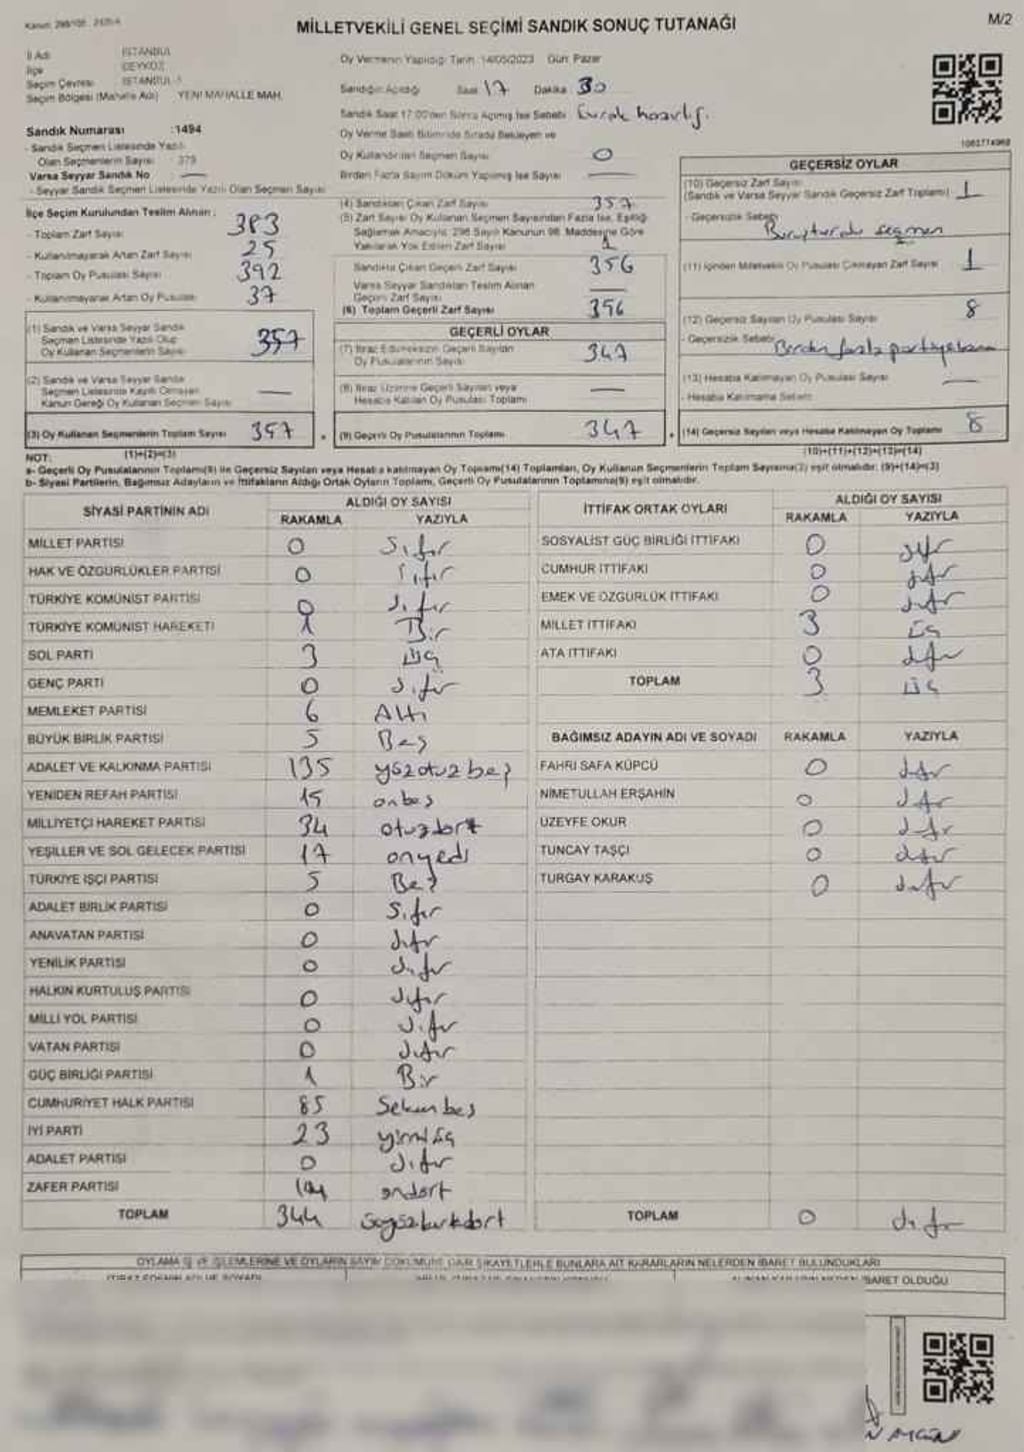 MİLLETVEKİLİ GENEL SEÇİMİ SANDIK SONUÇ TUTANAĞI
M/2
İl Adı İSTANBUL
İlçe BEYKOZ
Seçim Çevresi İSTANBUL-1
Seçim Bölgesi (Mahalle Adı) YENİ MAHALLE MAH.
Sandık Numarası :1494
- Sandık Seçmen Listesinde Yazılı
Olan Seçmenlerin Sayısı : 379
Varsa Seyyar Sandık No —
- Seyyar Sandık Seçmen Listesinde Yazılı Olan Seçmen Sayısı
Oy Vermenin Yapıldığı Tarih: 14/05/2023 Gün: Pazar
Sandığın Açıldığı Saat 17 Dakika 30
Sandık Saat 17:00'den Sonra Açılmış İse Sebebi Evrak hazırlığı.
Oy Verme Saati Bitiminde Sırada Bekleyen ve
Oy Kullandırılan Seçmen Sayısı 0
Birden Fazla Sayım Döküm Yapılmış İse Sayısı —
İlçe Seçim Kurulundan Teslim Alınan :
- Toplam Zarf Sayısı 383
- Kullanılmayarak Artan Zarf Sayısı 25
- Toplam Oy Pusulası Sayısı 392
- Kullanılmayarak Artan Oy Pusulası 37
(1) Sandık ve Varsa Seyyar Sandık
Seçmen Listesinde Yazılı Olup
Oy Kullanan Seçmenlerin Sayısı 357
(2) Sandık ve Varsa Seyyar Sandık
Seçmen Listesinde Kayıtlı Olmayan
Kanun Gereği Oy Kullanan Seçmen Sayısı —
(3) Oy Kullanan Seçmenlerin Toplam Sayısı 357
(1)+(2)=(3)
(4) Sandıktan Çıkan Zarf Sayısı 357
(5) Zarf Sayısı Oy Kullanan Seçmen Sayısından Fazla İse, Eşitliği
Sağlamak Amacıyla 298 Sayılı Kanunun 98. Maddesine Göre
Yakılarak Yok Edilen Zarf Sayısı 1
Sandıkta Çıkan Geçerli Zarf Sayısı 356
Varsa Seyyar Sandıktan Teslim Alınan
Geçerli Zarf Sayısı —
(6) Toplam Geçerli Zarf Sayısı 356
GEÇERLİ OYLAR
(7) İtiraz Edilmeksizin Geçerli Sayılan
Oy Pusulasının Sayısı 347
(8) İtiraz Üzerine Geçerli Sayılan veya
Hesaba Katılan Oy Pusulası Toplamı —
(9) Geçerli Oy Pusulalarının Toplamı 347
1063774968
GEÇERSİZ OYLAR
(10) Geçersiz Zarf Sayısı
(Sandık ve Varsa Seyyar Sandık Geçersiz Zarf Toplamı) 1
- Geçersizlik Sebebi
(11) İçinden Milletvekili Oy Pusulası Çıkmayan Zarf Sayısı 1
(12) Geçersiz Sayılan Oy Pusulası Sayısı 8
- Geçersizlik Sebebi
(13) Hesaba Katılmayan Oy Pusulası Sayısı —
- Hesaba Katılmama Sebebi
(14) Geçersiz Sayılan veya Hesaba Katılmayan Oy Toplamı 8
(10)+(11)+(12)+(13)=(14)
NOT:
a- Geçerli Oy Pusulalarının Toplamı(9) ile Geçersiz Sayılan veya Hesaba katılmayan Oy Toplamı(14) Toplamları, Oy Kullanan Seçmenlerin Toplam Sayısına(3) eşit olmalıdır. (9)+(14)=(3)
b- Siyasi Partilerin, Bağımsız Adayların ve İttifakların Aldığı Ortak Oyların Toplamı, Geçerli Oy Pusulalarının Toplamına(9) eşit olmalıdır.
SİYASİ PARTİNİN ADI
ALDIĞI OY SAYISI
RAKAMLA YAZIYLA
MİLLET PARTİSİ 0 Sıfır
HAK VE ÖZGÜRLÜKLER PARTİSİ 0 Sıfır
TÜRKİYE KOMÜNİST PARTİSİ 0 Sıfır
TÜRKİYE KOMÜNİST HAREKETİ 1 Bir
SOL PARTİ 3 üç
GENÇ PARTİ 0 Sıfır
MEMLEKET PARTİSİ 6 Altı
BÜYÜK BİRLİK PARTİSİ 5 Beş
ADALET VE KALKINMA PARTİSİ 135 yüzotuzbeş
YENİDEN REFAH PARTİSİ 15 onbeş
MİLLİYETÇİ HAREKET PARTİSİ 34 otuzdört
YEŞİLLER VE SOL GELECEK PARTİSİ 17 onyedi
TÜRKİYE İŞÇİ PARTİSİ 5 Beş
ADALET BİRLİK PARTİSİ 0 Sıfır
ANAVATAN PARTİSİ 0 sıfır
YENİLİK PARTİSİ 0 sıfır
HALKIN KURTULUŞ PARTİSİ 0 sıfır
MİLLİ YOL PARTİSİ 0 sıfır
VATAN PARTİSİ 0 sıfır
GÜÇ BİRLİĞİ PARTİSİ 1 Bir
CUMHURİYET HALK PARTİSİ 85 Seksenbeş
İYİ PARTİ 23 yirmiüç
ADALET PARTİSİ 0 sıfır
ZAFER PARTİSİ 14 ondört
TOPLAM 344
İTTİFAK ORTAK OYLARI
ALDIĞI OY SAYISI
RAKAMLA YAZIYLA
SOSYALİST GÜÇ BİRLİĞİ İTTİFAKI 0 sıfır
CUMHUR İTTİFAKI 0 sıfır
EMEK VE ÖZGÜRLÜK İTTİFAKI 0 sıfır
MİLLET İTTİFAKI 3 üç
ATA İTTİFAKI 0 sıfır
TOPLAM 3 üç
BAĞIMSIZ ADAYIN ADI VE SOYADI RAKAMLA YAZIYLA
FAHRİ SAFA KÜPÇÜ 0 sıfır
NİMETULLAH ERŞAHİN 0 sıfır
ÜZEYFE OKUR 0 sıfır
TUNCAY TAŞÇI 0 sıfır
TURGAY KARAKUŞ 0 sıfır
TOPLAM 0 sıfır
OYLAMA İŞ VE İŞLEMLERİNE VE OYLARIN SAYIM DÖKÜMÜNE DAİR ŞİKAYETLERLE BUNLARA AİT KARARLARIN NELERDEN İBARET BULUNDUKLARI